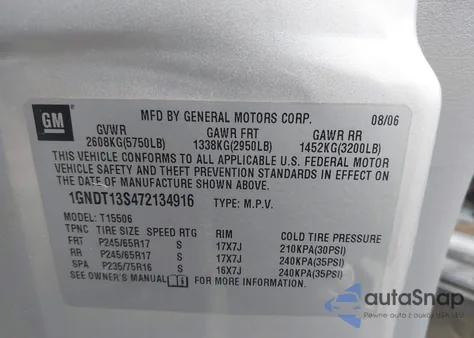 GM
MFD BY GENERAL MOTORS CORP. 08/06
GVWR GAWR FRT GAWR RR
2608KG(5750LB) 1338KG(2950LB) 1452KG(3200LB)
THIS VEHICLE CONFORMS TO ALL APPLICABLE U.S. FEDERAL MOTOR
VEHICLE SAFETY AND THEFT PREVENTION STANDARDS IN EFFECT ON
THE DATE OF MANUFACTURE SHOWN ABOVE.
1GNDT13S472134916 TYPE: M.P.V.
MODEL: T15506
TPNC TIRE SIZE SPEED RTG RIM COLD TIRE PRESSURE
FRT P245/65R17 S 17X7J 210KPA(30PSI)
RR P245/65R17 S 17X7J 240KPA(35PSI)
SPA P235/75R16 S 16X7J 240KPA(35PSI)
SEE OWNER'S MANUAL FOR MORE INFORMATION.
autoSnap
Pewne auto z aukcji USA